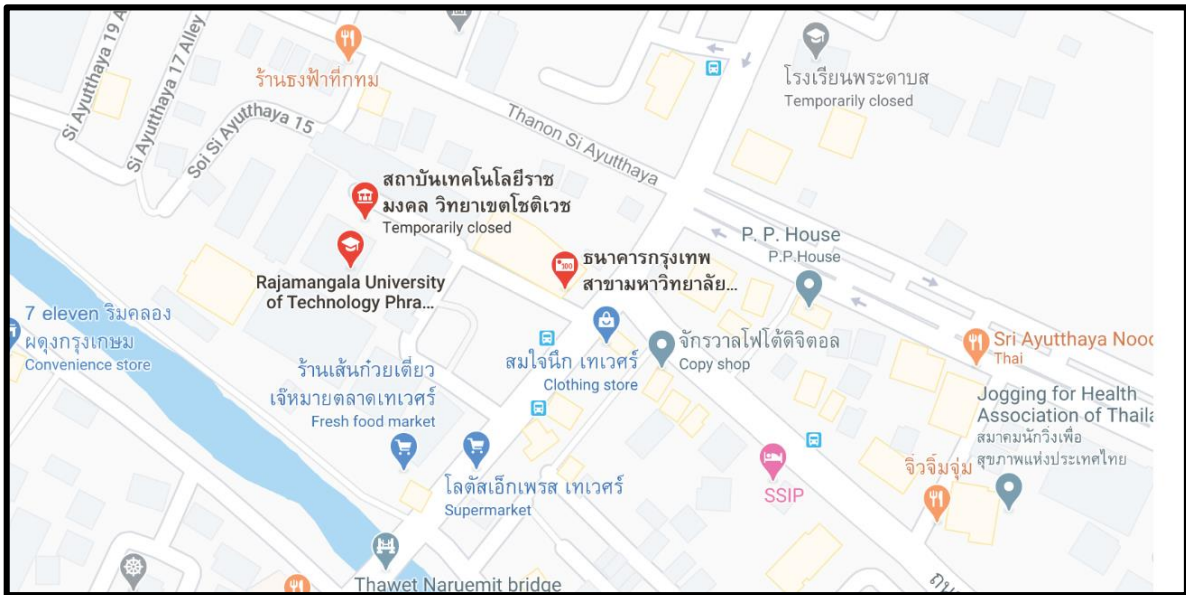 Si Ayutthaya 19 A
Si Ayutthaya 17 Alley
Soi Si Ayutthaya 15
ร้านธงฟ้าที่กทม
Thanon Si Ayutthaya
โรงเรียนพระดาบส
Temporarily closed
สถาบันเทคโนโลยีราช
มงคล วิทยาเขตโชติเวช
Temporarily closed
Rajamangala University
of Technology Phra...
ธนาคารกรุงเทพ
สาขามหาวิทยาลัย...
P. P. House
P.P.House
7 eleven ริมคลอง
ผดุงกรุงเกษม
Convenience store
สมใจนึก เทเวศร์
Clothing store
จักรวาลโฟโต้ดิจิตอล
Copy shop
Sri Ayutthaya Nood
Thai
ร้านเส้นก๋วยเตี๋ยว
เจ๊หมายตลาดเทเวศร์
Fresh food market
Jogging for Health
Association of Thaila
สมาคมนักวิ่งเพื่อ
สุขภาพแห่งประเทศไทย
จิ๋วจิ้มจุ่ม
โลตัสเอ็กเพรส เทเวศร์
Supermarket
SSIP
Thawet Naruemit bridge